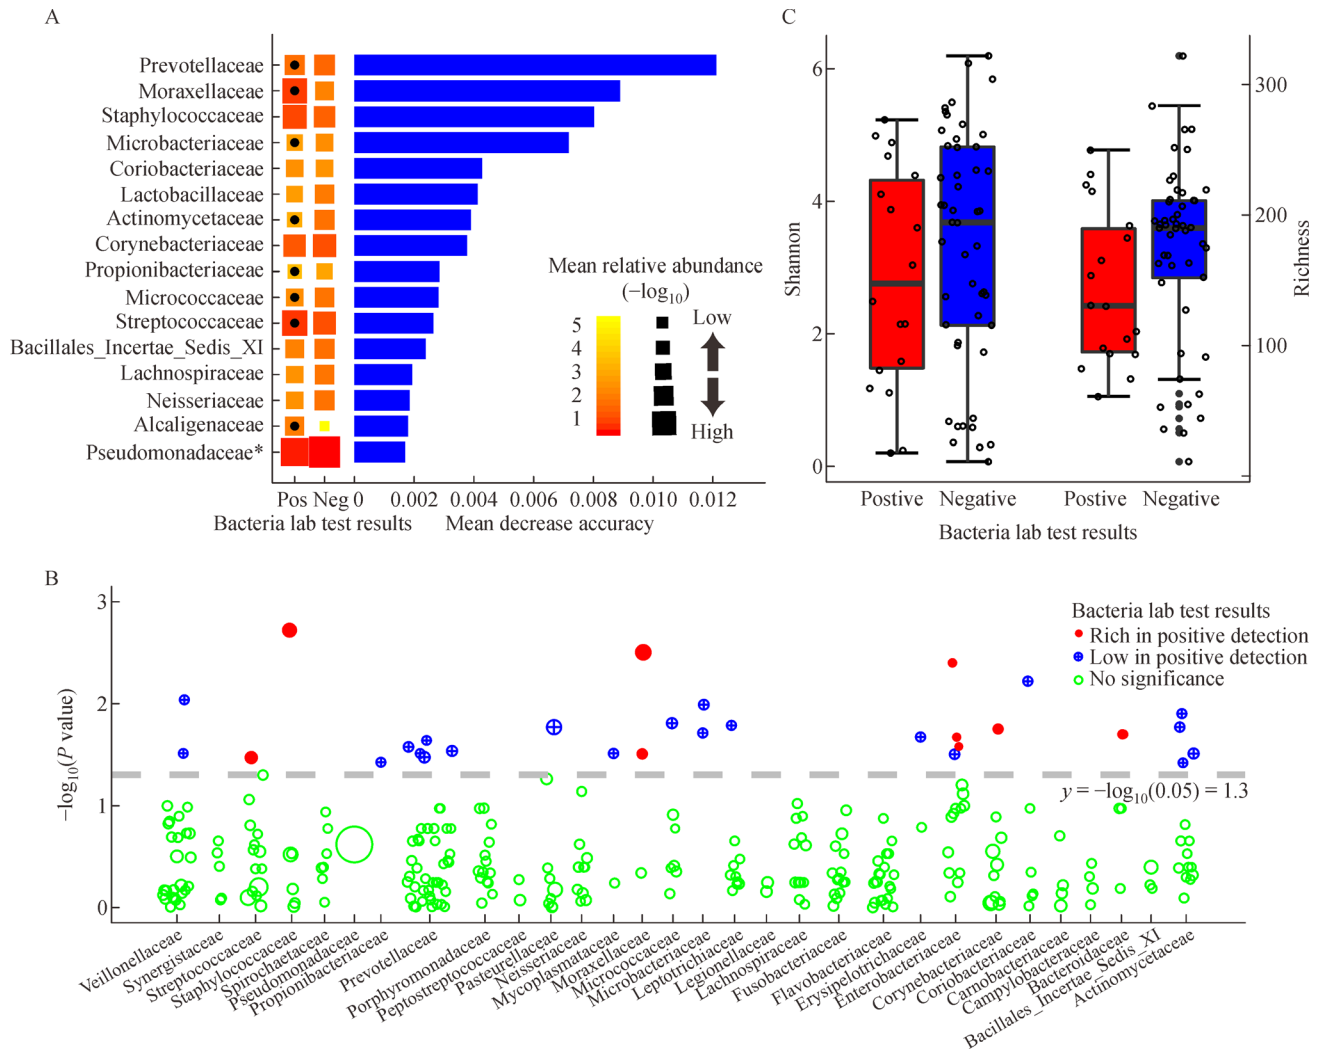 A
Prevotellaceae
Moraxellaceae
Staphylococcaceae
Microbacteriaceae
Coriobacteriaceae
Lactobacillaceae
Actinomycetaceae
Corynebacteriaceae
Propionibacteriaceae
Micrococcaceae
Streptococcaceae
Bacillales_Incertae_Sedis_XI
Lachnospiraceae
Neisseriaceae
Alcaligenaceae
Pseudomonadaceae*
Pos Neg 0 0.002 0.004 0.006 0.008 0.010 0.012
Bacteria lab test results Mean decrease accuracy
Mean relative abundance
(−log10)
5
4
3
2
1
Low
High
C
Shannon
6
4
2
0
300
200
100
Richness
Postive Negative Postive Negative
Bacteria lab test results
B
−log10(P value)
3
2
1
0
Bacteria lab test results
Rich in positive detection
Low in positive detection
No significance
y = −log10(0.05) = 1.3
Veillonellaceae
Synergistaceae
Streptococcaceae
Staphylococcaceae
Spirochaetaceae
Pseudomonadaceae
Propionibacteriaceae
Prevotellaceae
Porphyromonadaceae
Peptostreptococcaceae
Pasteurellaceae
Neisseriaceae
Mycoplasmataceae
Moraxellaceae
Micrococcaceae
Microbacteriaceae
Leptotrichiaceae
Legionellaceae
Lachnospiraceae
Fusobacteriaceae
Flavobacteriaceae
Erysipelotrichaceae
Enterobacteriaceae
Corynebacteriaceae
Coriobacteriaceae
Carnobacteriaceae
Campylobacteraceae
Bacteroidaceae
Bacillales_Incertae_Sedis_XI
Actinomycetaceae